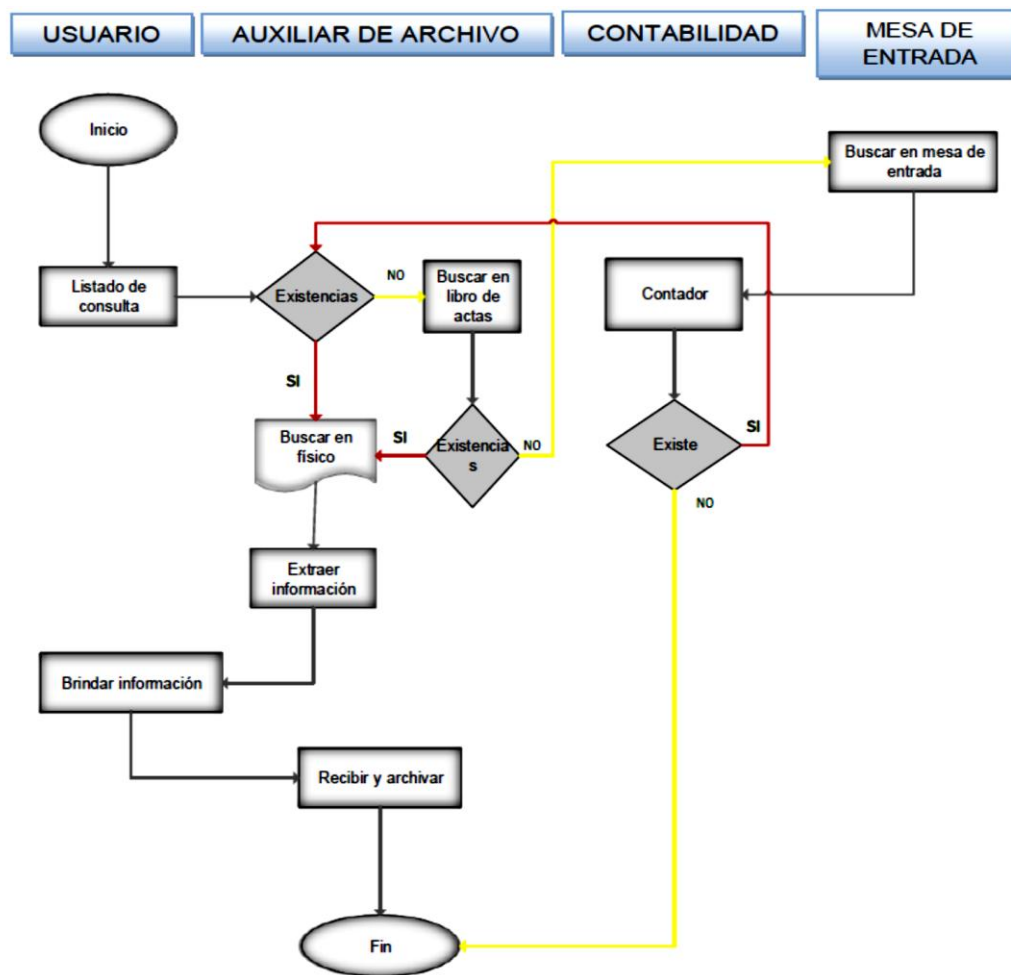 USUARIO
AUXILIAR DE ARCHIVO
CONTABILIDAD
MESA DE
ENTRADA
Inicio
Buscar en mesa de
entrada
Listado de
consulta
Existencias
NO
Buscar en
libro de
actas
Contador
SI
Buscar en
físico
SI
Existencia
s
NO
Existe
SI
NO
Extraer
información
Brindar información
Recibir y archivar
Fin